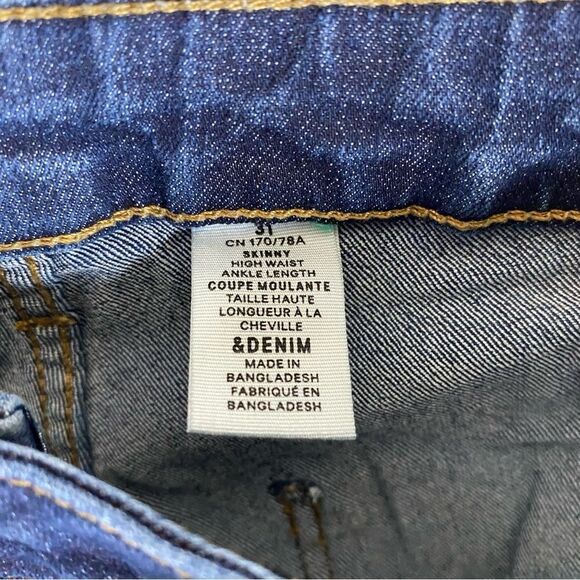 31
CN 170/78A
SKINNY
HIGH WAIST
ANKLE LENGTH
COUPE MOULANTE
TAILLE HAUTE
LONGUEUR À LA
CHEVILLE
&DENIM
MADE IN
BANGLADESH
FABRIQUÉ EN
BANGLADESH